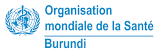 Organisation
mondiale de la Santé
Burundi